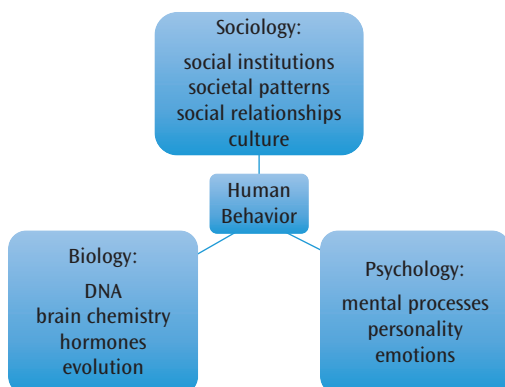 Sociology:
social institutions
societal patterns
social relationships
culture
Human
Behavior
Biology:
DNA
brain chemistry
hormones
evolution
Psychology:
mental processes
personality
emotions